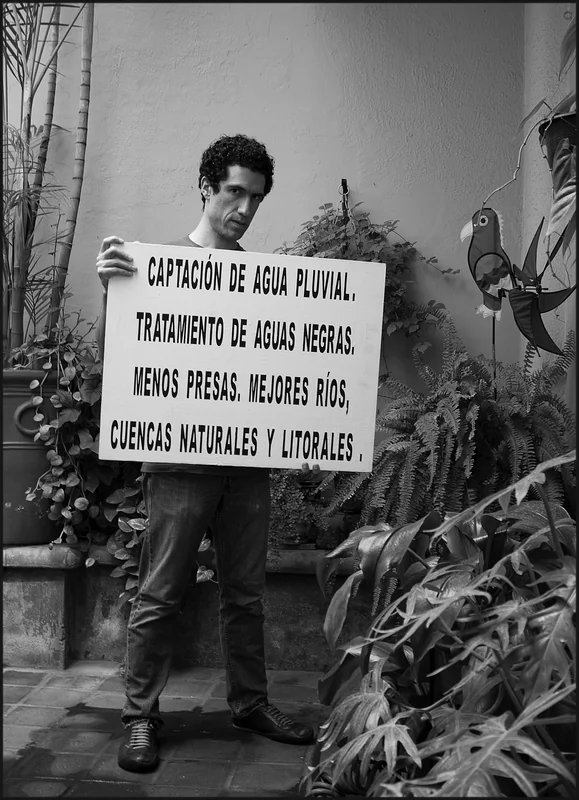 CAPTACIÓN DE AGUA PLUVIAL.
TRATAMIENTO DE AGUAS NEGRAS.
MENOS PRESAS. MEJORES RÍOS,
CUENCAS NATURALES Y LITORALES.